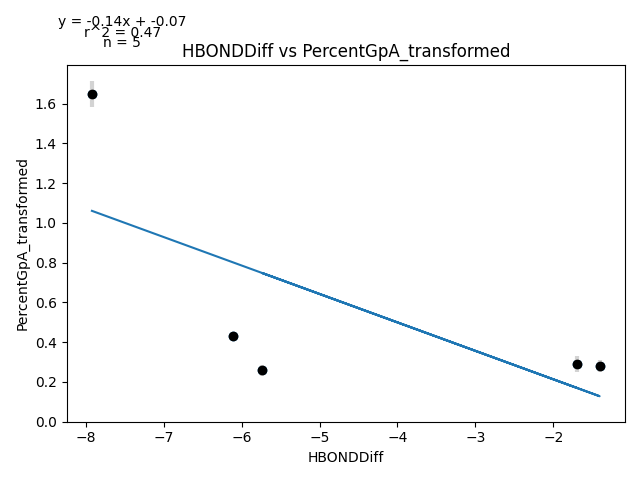 y = -0.14x + -0.07
r^2 = 0.47
n = 5
HBONDDiff vs PercentGpA_transformed
PercentGpA_transformed
1.6
1.4
1.2
1.0
0.8
0.6
0.4
0.2
0.0
−8
−7
−6
−5
−4
−3
−2
HBONDDiff